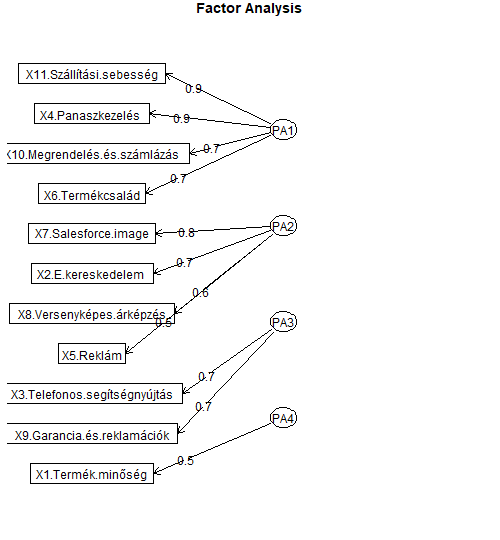 Factor Analysis
X11.Szállítási.sebesség
0.9
X4.Panaszkezelés
0.9
PA1
X10.Megrendelés.és.számlázás
0.7
X6.Termékcsalád
0.7
X7.Salesforce.image
0.8
PA2
X2.E.kereskedelem
0.7
X8.Versenyképes.árképzés
0.6
X5.Reklám
0.5
PA3
X3.Telefonos.segítségnyújtás
0.7
X9.Garancia.és.reklamációk
0.7
PA4
X1.Termék.minőség
0.5